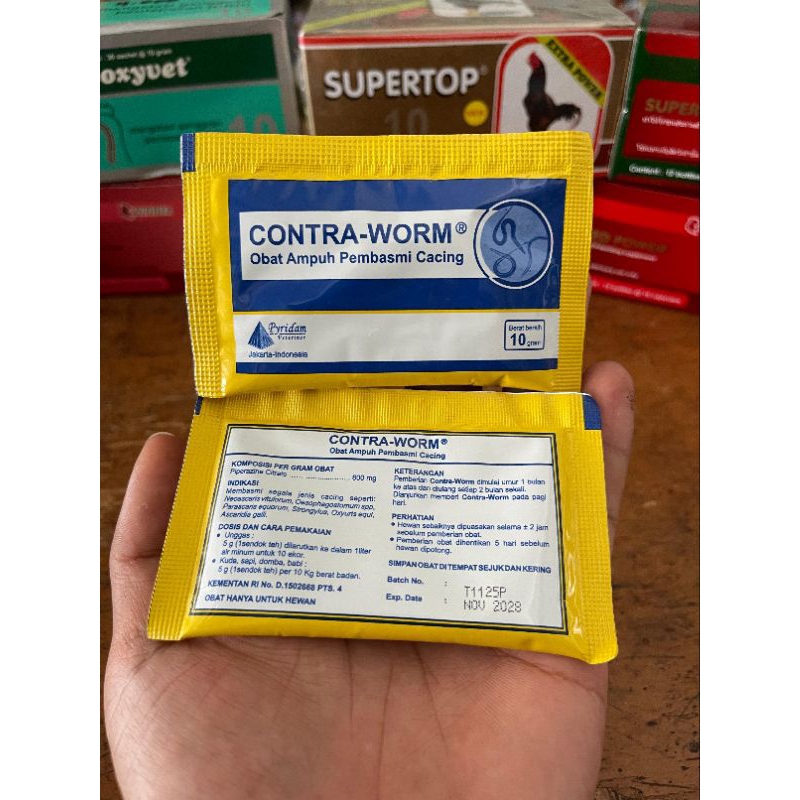 oxyvet®
10
SUPERTOP®
10
EXTRA POWER
SUPER
CONTRA-WORM®
Obat Ampuh Pembasmi Cacing
Pyridam
Veteriner
Jakarta-Indonesia
Berat bersih
10 gram
CONTRA-WORM®
Obat Ampuh Pembasmi Cacing
KOMPOSISI PER GRAM OBAT
Piperazine Citrate ................................ 600 mg
INDIKASI
Membasmi segala jenis cacing seperti:
Neoascaris vitulorum, Oesophagostomum spp,
Parascaris equorum, Strongylus, Oxyuris equi,
Ascaridia galli.
DOSIS DAN CARA PEMAKAIAN
• Unggas :
5 g (1sendok teh) dilarutkan ke dalam 1liter
air minum untuk 10 ekor.
• Kuda, sapi, domba, babi :
5 g (1sendok teh) per 10 Kg berat badan.
KEMENTAN RI No. D.1502668 PTS. 4
OBAT HANYA UNTUK HEWAN
KETERANGAN
Pemberian Contra-Worm dimulai umur 1 bulan
ke atas dan diulang setiap 2 bulan sekali.
Dianjurkan memberi Contra-Worm pada pagi
hari.
PERHATIAN
• Hewan sebaiknya dipuasakan selama ± 2 jam
sebelum pemberian obat.
• Pemberian obat dihentikan 5 hari sebelum
hewan dipotong.
SIMPAN OBAT DI TEMPAT SEJUK DAN KERING
Batch No. : T1125P
Exp. Date : NOV 2028